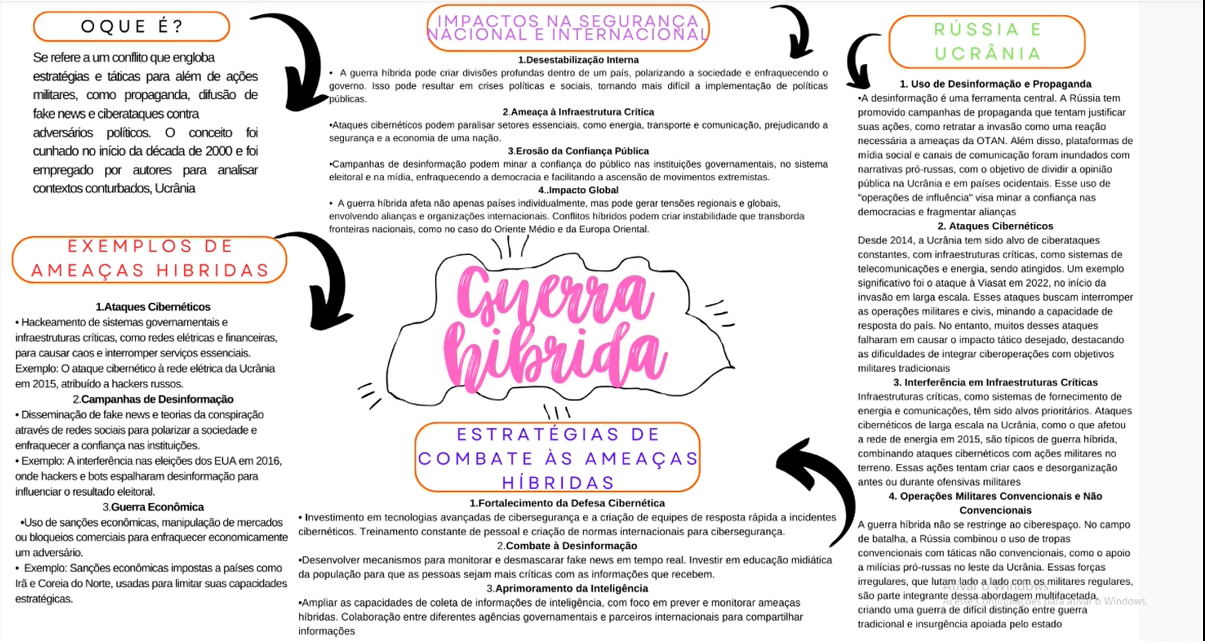 OQUE É?
Se refere a um conflito que engloba
estratégias e táticas para além de ações
militares, como propaganda, difusão de
fake news e ciberataques contra
adversários políticos. O conceito foi
cunhado no início da década de 2000 e foi
empregado por autores para analisar
contextos conturbados, Ucrânia
EXEMPLOS DE
AMEAÇAS HIBRIDAS
1.Ataques Cibernéticos
• Hackeamento de sistemas governamentais e
infraestruturas críticas, como redes elétricas e financeiras,
para causar caos e interromper serviços essenciais.
Exemplo: O ataque cibernético à rede elétrica da Ucrânia
em 2015, atribuído a hackers russos.
2.Campanhas de Desinformação
• Disseminação de fake news e teorias da conspiração
através de redes sociais para polarizar a sociedade e
enfraquecer a confiança nas instituições.
• Exemplo: A interferência nas eleições dos EUA em 2016,
onde hackers e bots espalharam desinformação para
influenciar o resultado eleitoral.
3.Guerra Econômica
•Uso de sanções econômicas, manipulação de mercados
ou bloqueios comerciais para enfraquecer economicamente
um adversário.
• Exemplo: Sanções econômicas impostas a países como
Irã e Coreia do Norte, usadas para limitar suas capacidades
estratégicas.
IMPACTOS NA SEGURANÇA
NACIONAL E INTERNACIONAL
1.Desestabilização Interna
• A guerra híbrida pode criar divisões profundas dentro de um país, polarizando a sociedade e enfraquecendo o
governo. Isso pode resultar em crises políticas e sociais, tornando mais difícil a implementação de políticas
públicas.
2.Ameaça à Infraestrutura Crítica
•Ataques cibernéticos podem paralisar setores essenciais, como energia, transporte e comunicação, prejudicando a
segurança e a economia de uma nação.
3.Erosão da Confiança Pública
•Campanhas de desinformação podem minar a confiança do público nas instituições governamentais, no sistema
eleitoral e na mídia, enfraquecendo a democracia e facilitando a ascensão de movimentos extremistas.
4..Impacto Global
• A guerra híbrida afeta não apenas países individualmente, mas pode gerar tensões regionais e globais,
envolvendo alianças e organizações internacionais. Conflitos híbridos podem criar instabilidade que transborda
fronteiras nacionais, como no caso do Oriente Médio e da Europa Oriental.
Guerra
híbrida
ESTRATÉGIAS DE
COMBATE ÀS AMEAÇAS
HÍBRIDAS
1.Fortalecimento da Defesa Cibernética
• Investimento em tecnologias avançadas de cibersegurança e a criação de equipes de resposta rápida a incidentes
cibernéticos. Treinamento constante de pessoal e criação de normas internacionais para cibersegurança.
2.Combate à Desinformação
•Desenvolver mecanismos para monitorar e desmascarar fake news em tempo real. Investir em educação midiática
da população para que as pessoas sejam mais críticas com as informações que recebem.
3.Aprimoramento da Inteligência
•Ampliar as capacidades de coleta de informações de inteligência, com foco em prever e monitorar ameaças
híbridas. Colaboração entre diferentes agências governamentais e parceiros internacionais para compartilhar
informações
RÚSSIA E
UCRÂNIA
1. Uso de Desinformação e Propaganda
•A desinformação é uma ferramenta central. A Rússia tem
promovido campanhas de propaganda que tentam justificar
suas ações, como retratar a invasão como uma reação
necessária a ameaças da OTAN. Além disso, plataformas de
mídia social e canais de comunicação foram inundados com
narrativas pró-russas, com o objetivo de dividir a opinião
pública na Ucrânia e em países ocidentais. Esse uso de
"operações de influência" visa minar a confiança nas
democracias e fragmentar alianças
2. Ataques Cibernéticos
Desde 2014, a Ucrânia tem sido alvo de ciberataques
constantes, com infraestruturas críticas, como sistemas de
telecomunicações e energia, sendo atingidos. Um exemplo
significativo foi o ataque à Viasat em 2022, no início da
invasão em larga escala. Esses ataques buscam interromper
as operações militares e civis, minando a capacidade de
resposta do país. No entanto, muitos desses ataques
falharam em causar o impacto tático desejado, destacando
as dificuldades de integrar ciberoperações com objetivos
militares tradicionais
3. Interferência em Infraestruturas Críticas
Infraestruturas críticas, como sistemas de fornecimento de
energia e comunicações, têm sido alvos prioritários. Ataques
cibernéticos de larga escala na Ucrânia, como o que afetou
a rede de energia em 2015, são típicos de guerra híbrida,
combinando ataques cibernéticos com ações militares no
terreno. Essas ações tentam criar caos e desorganização
antes ou durante ofensivas militares
4. Operações Militares Convencionais e Não
Convencionais
A guerra híbrida não se restringe ao ciberespaço. No campo
de batalha, a Rússia combinou o uso de tropas
convencionais com táticas não convencionais, como o apoio
a milícias pró-russas no leste da Ucrânia. Essas forças
irregulares, que lutam lado a lado com os militares regulares,
são parte integrante dessa abordagem multifacetada,
criando uma guerra de difícil distinção entre guerra
tradicional e insurgência apoiada pelo estado
Ativar o Windows
Acesse Configurações para ativar o Windows.